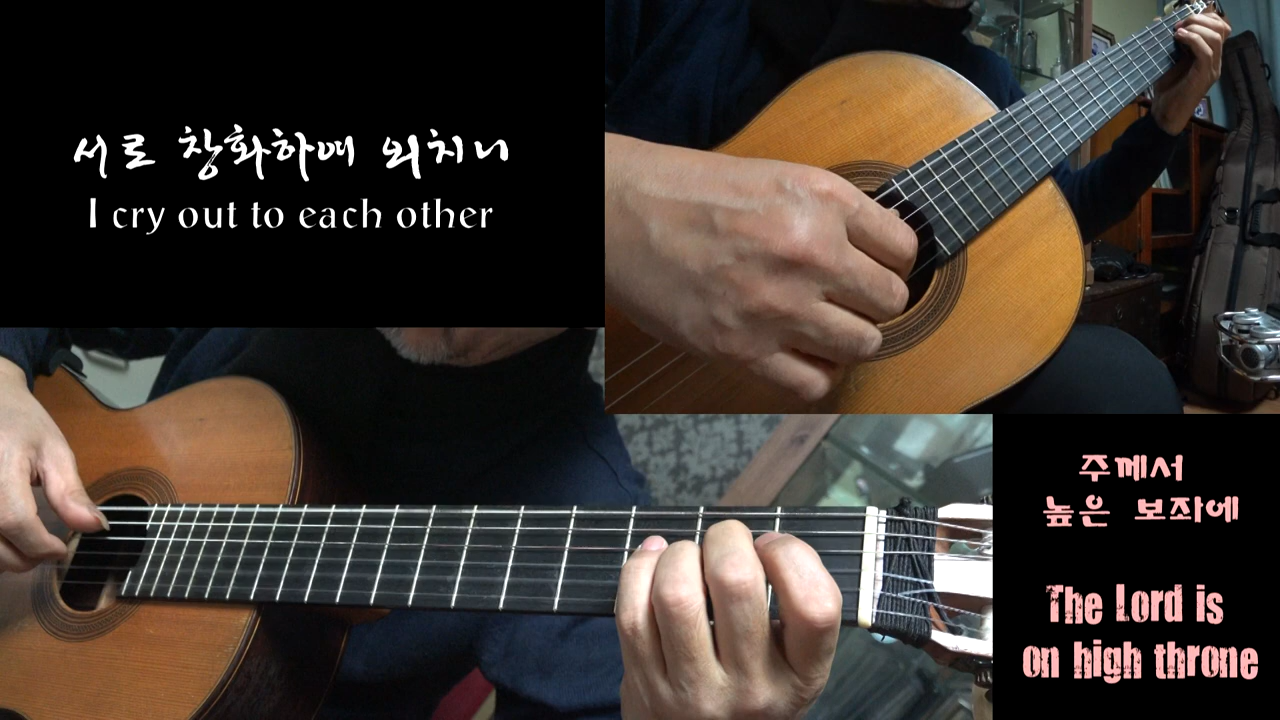 서로 창화하여 외치니
I cry out to each other
주께서
높은 보좌에
The Lord is
on high throne